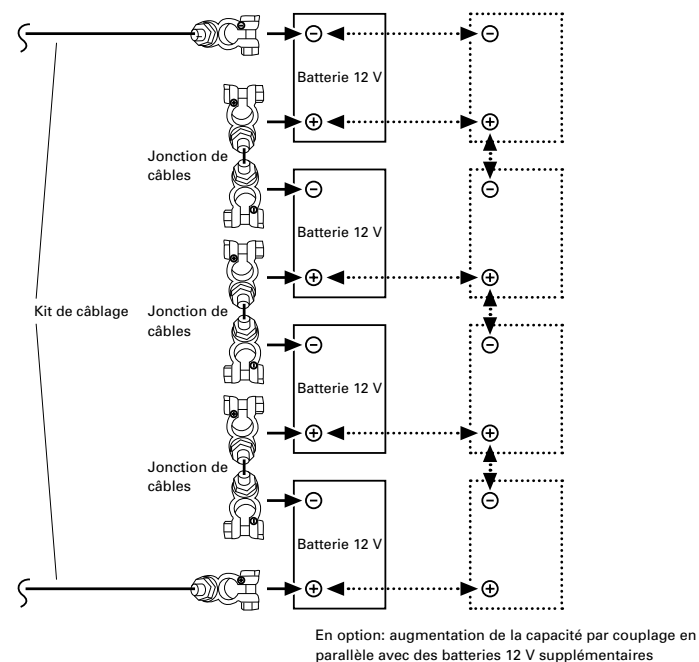 Batterie 12 V
Jonction de
câbles
Batterie 12 V
Kit de câblage
Jonction de
câbles
Batterie 12 V
Jonction de
câbles
Batterie 12 V
En option: augmentation de la capacité par couplage en
parallèle avec des batteries 12 V supplémentaires